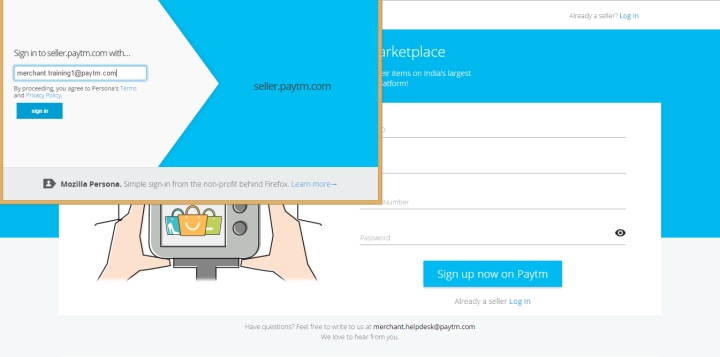 Already a seller? Log In
Sign in to seller.paytm.com with...
merchant.training1@paytm.com
By proceeding, you agree to Persona's Terms
and Privacy Policy.
sign in
seller.paytm.com
Mozilla Persona. Simple sign-in from the non-profit behind Firefox. Learn more→
arketplace
eir items on India's largest
latform!
Number
Password
Sign up now on Paytm
Already a seller Log In
Have questions? Feel free to write to us at merchant.helpdesk@paytm.com
We love to hear from you.